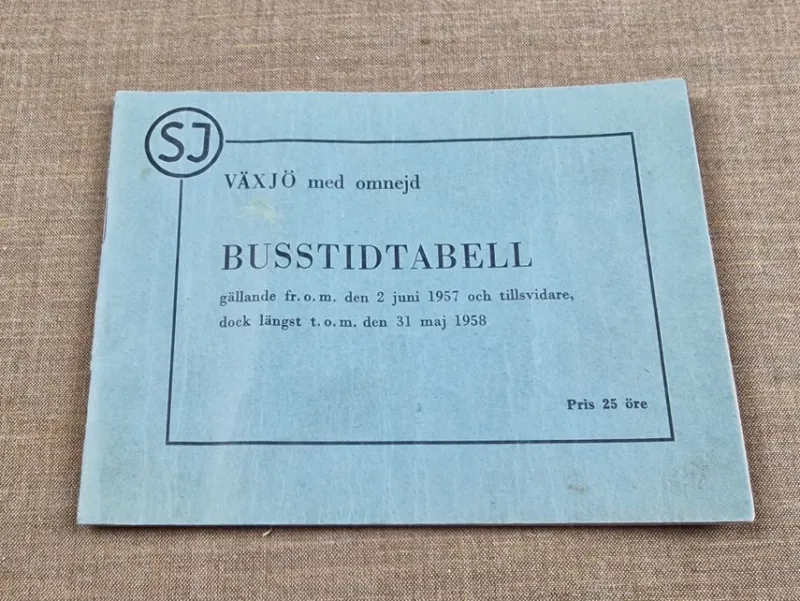 SJ
VÄXJÖ med omnejd
BUSSTIDTABELL
gällande fr.o.m. den 2 juni 1957 och tillsvidare,
dock längst t.o.m. den 31 maj 1958
Pris 25 öre